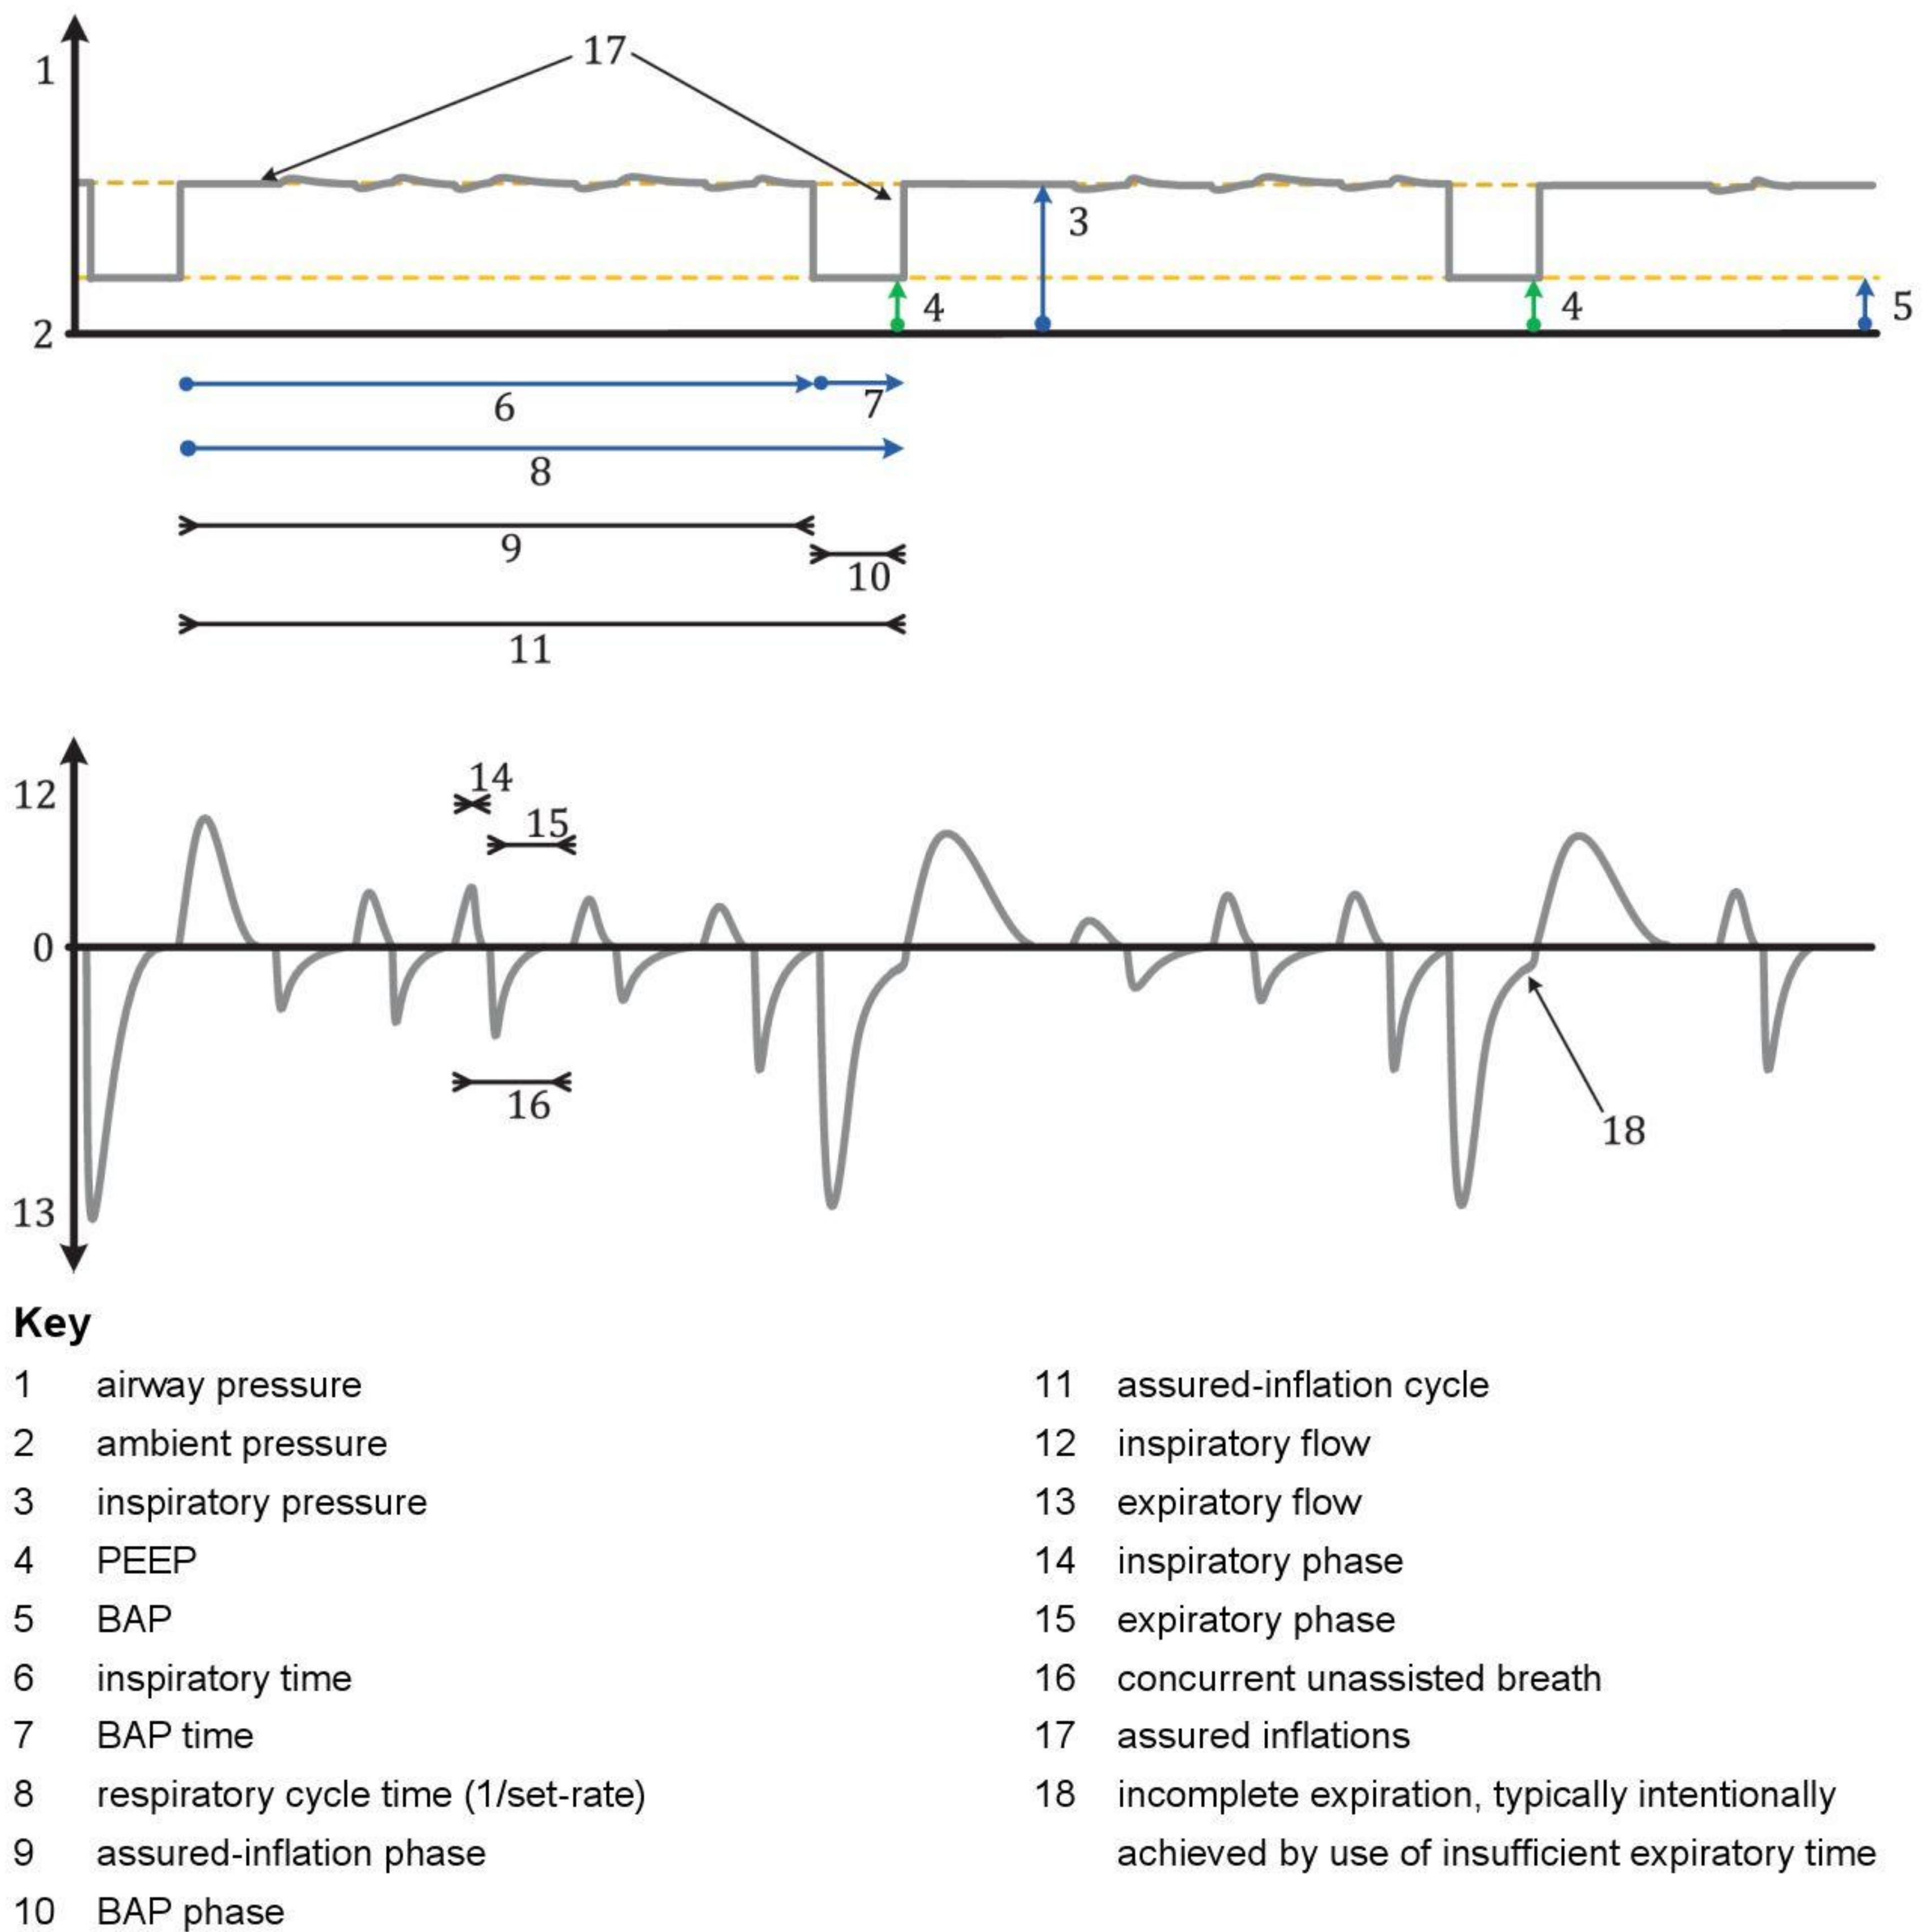 17
1
3
4
4
5
2
6
7
8
9
10
11
14
12
15
0
16
18
13
Key
1 airway pressure
2 ambient pressure
3 inspiratory pressure
4 PEEP
5 BAP
6 inspiratory time
7 BAP time
8 respiratory cycle time (1/set-rate)
9 assured-inflation phase
10 BAP phase
11 assured-inflation cycle
12 inspiratory flow
13 expiratory flow
14 inspiratory phase
15 expiratory phase
16 concurrent unassisted breath
17 assured inflations
18 incomplete expiration, typically intentionally
achieved by use of insufficient expiratory time